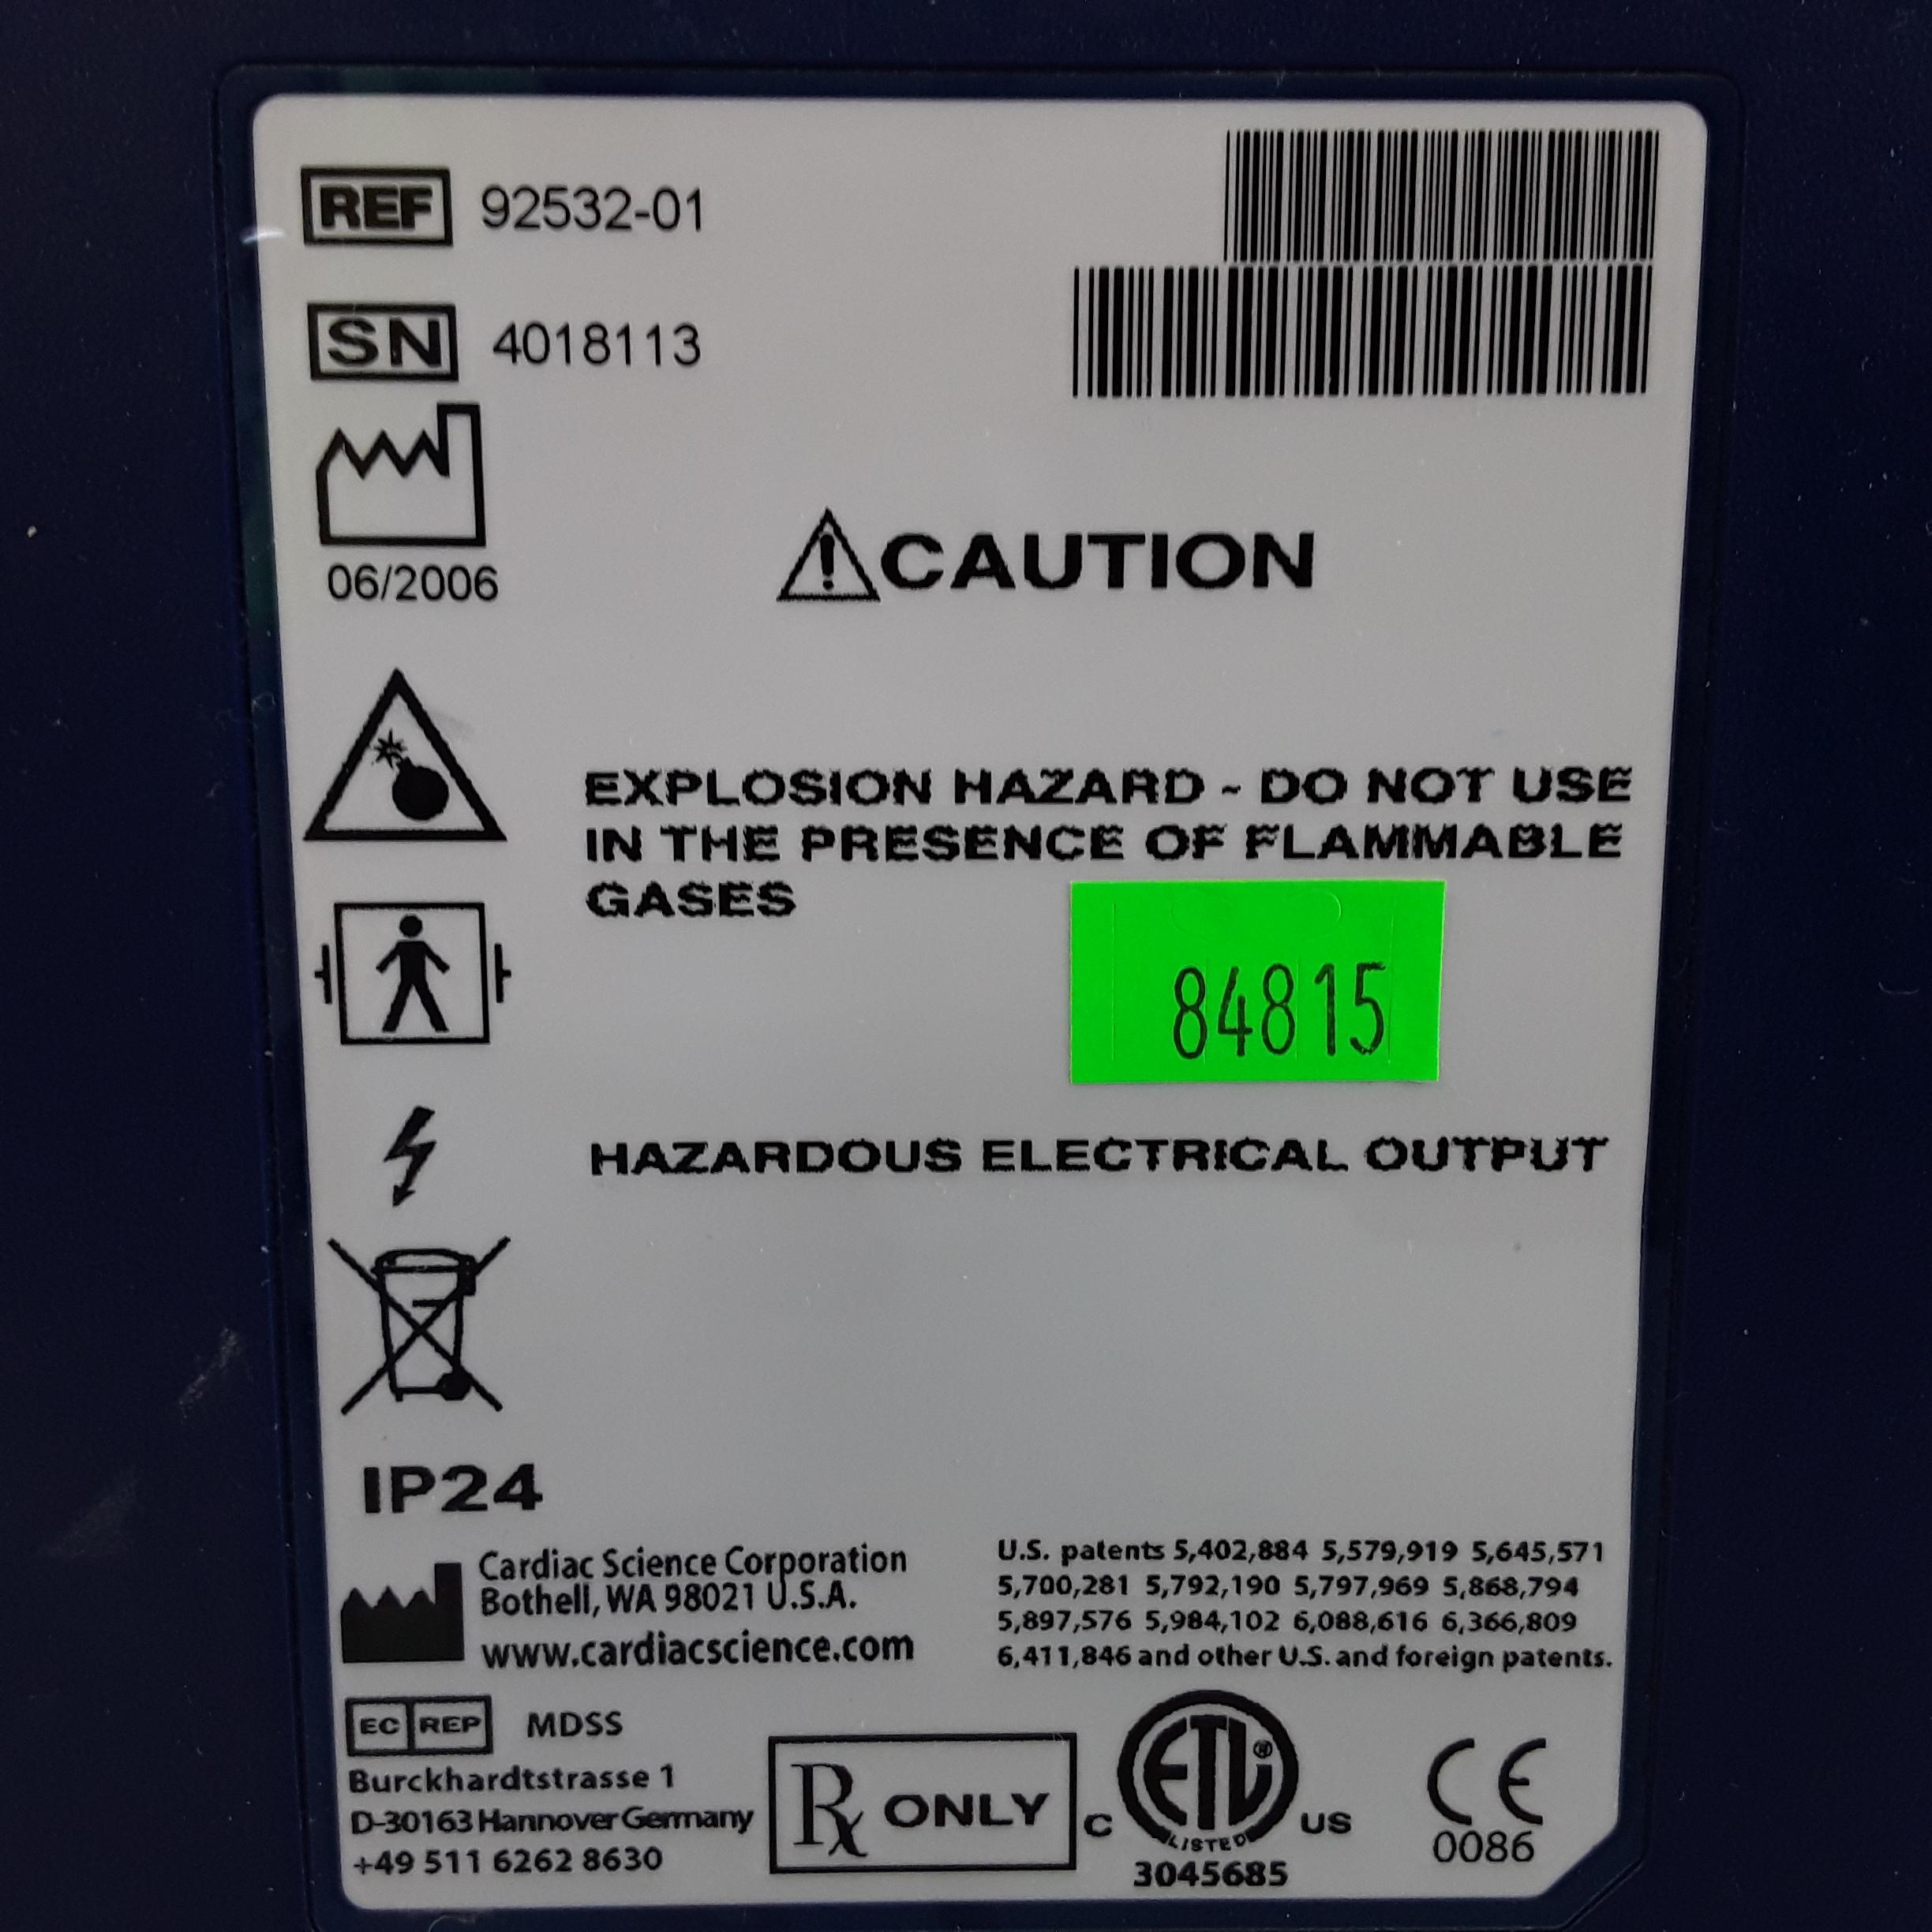 REF 92532-01
SN 4018113
06/2006
CAUTION
EXPLOSION HAZARD - DO NOT USE
IN THE PRESENCE OF FLAMMABLE
GASES
84815
HAZARDOUS ELECTRICAL OUTPUT
IP24
Cardiac Science Corporation
Bothell, WA 98021 U.S.A.
www.cardiacscience.com
U.S. patents 5,402,884 5,579,919 5,645,571
5,700,281 5,792,190 5,797,969 5,868,794
5,897,576 5,984,102 6,088,616 6,366,809
6,411,846 and other U.S. and foreign patents.
EC REP MDSS
Burckhardtstrasse 1
D-30163 Hannover Germany
+49 511 6262 8630
Rx ONLY
C ETL® US
LISTED
3045685
CE
0086